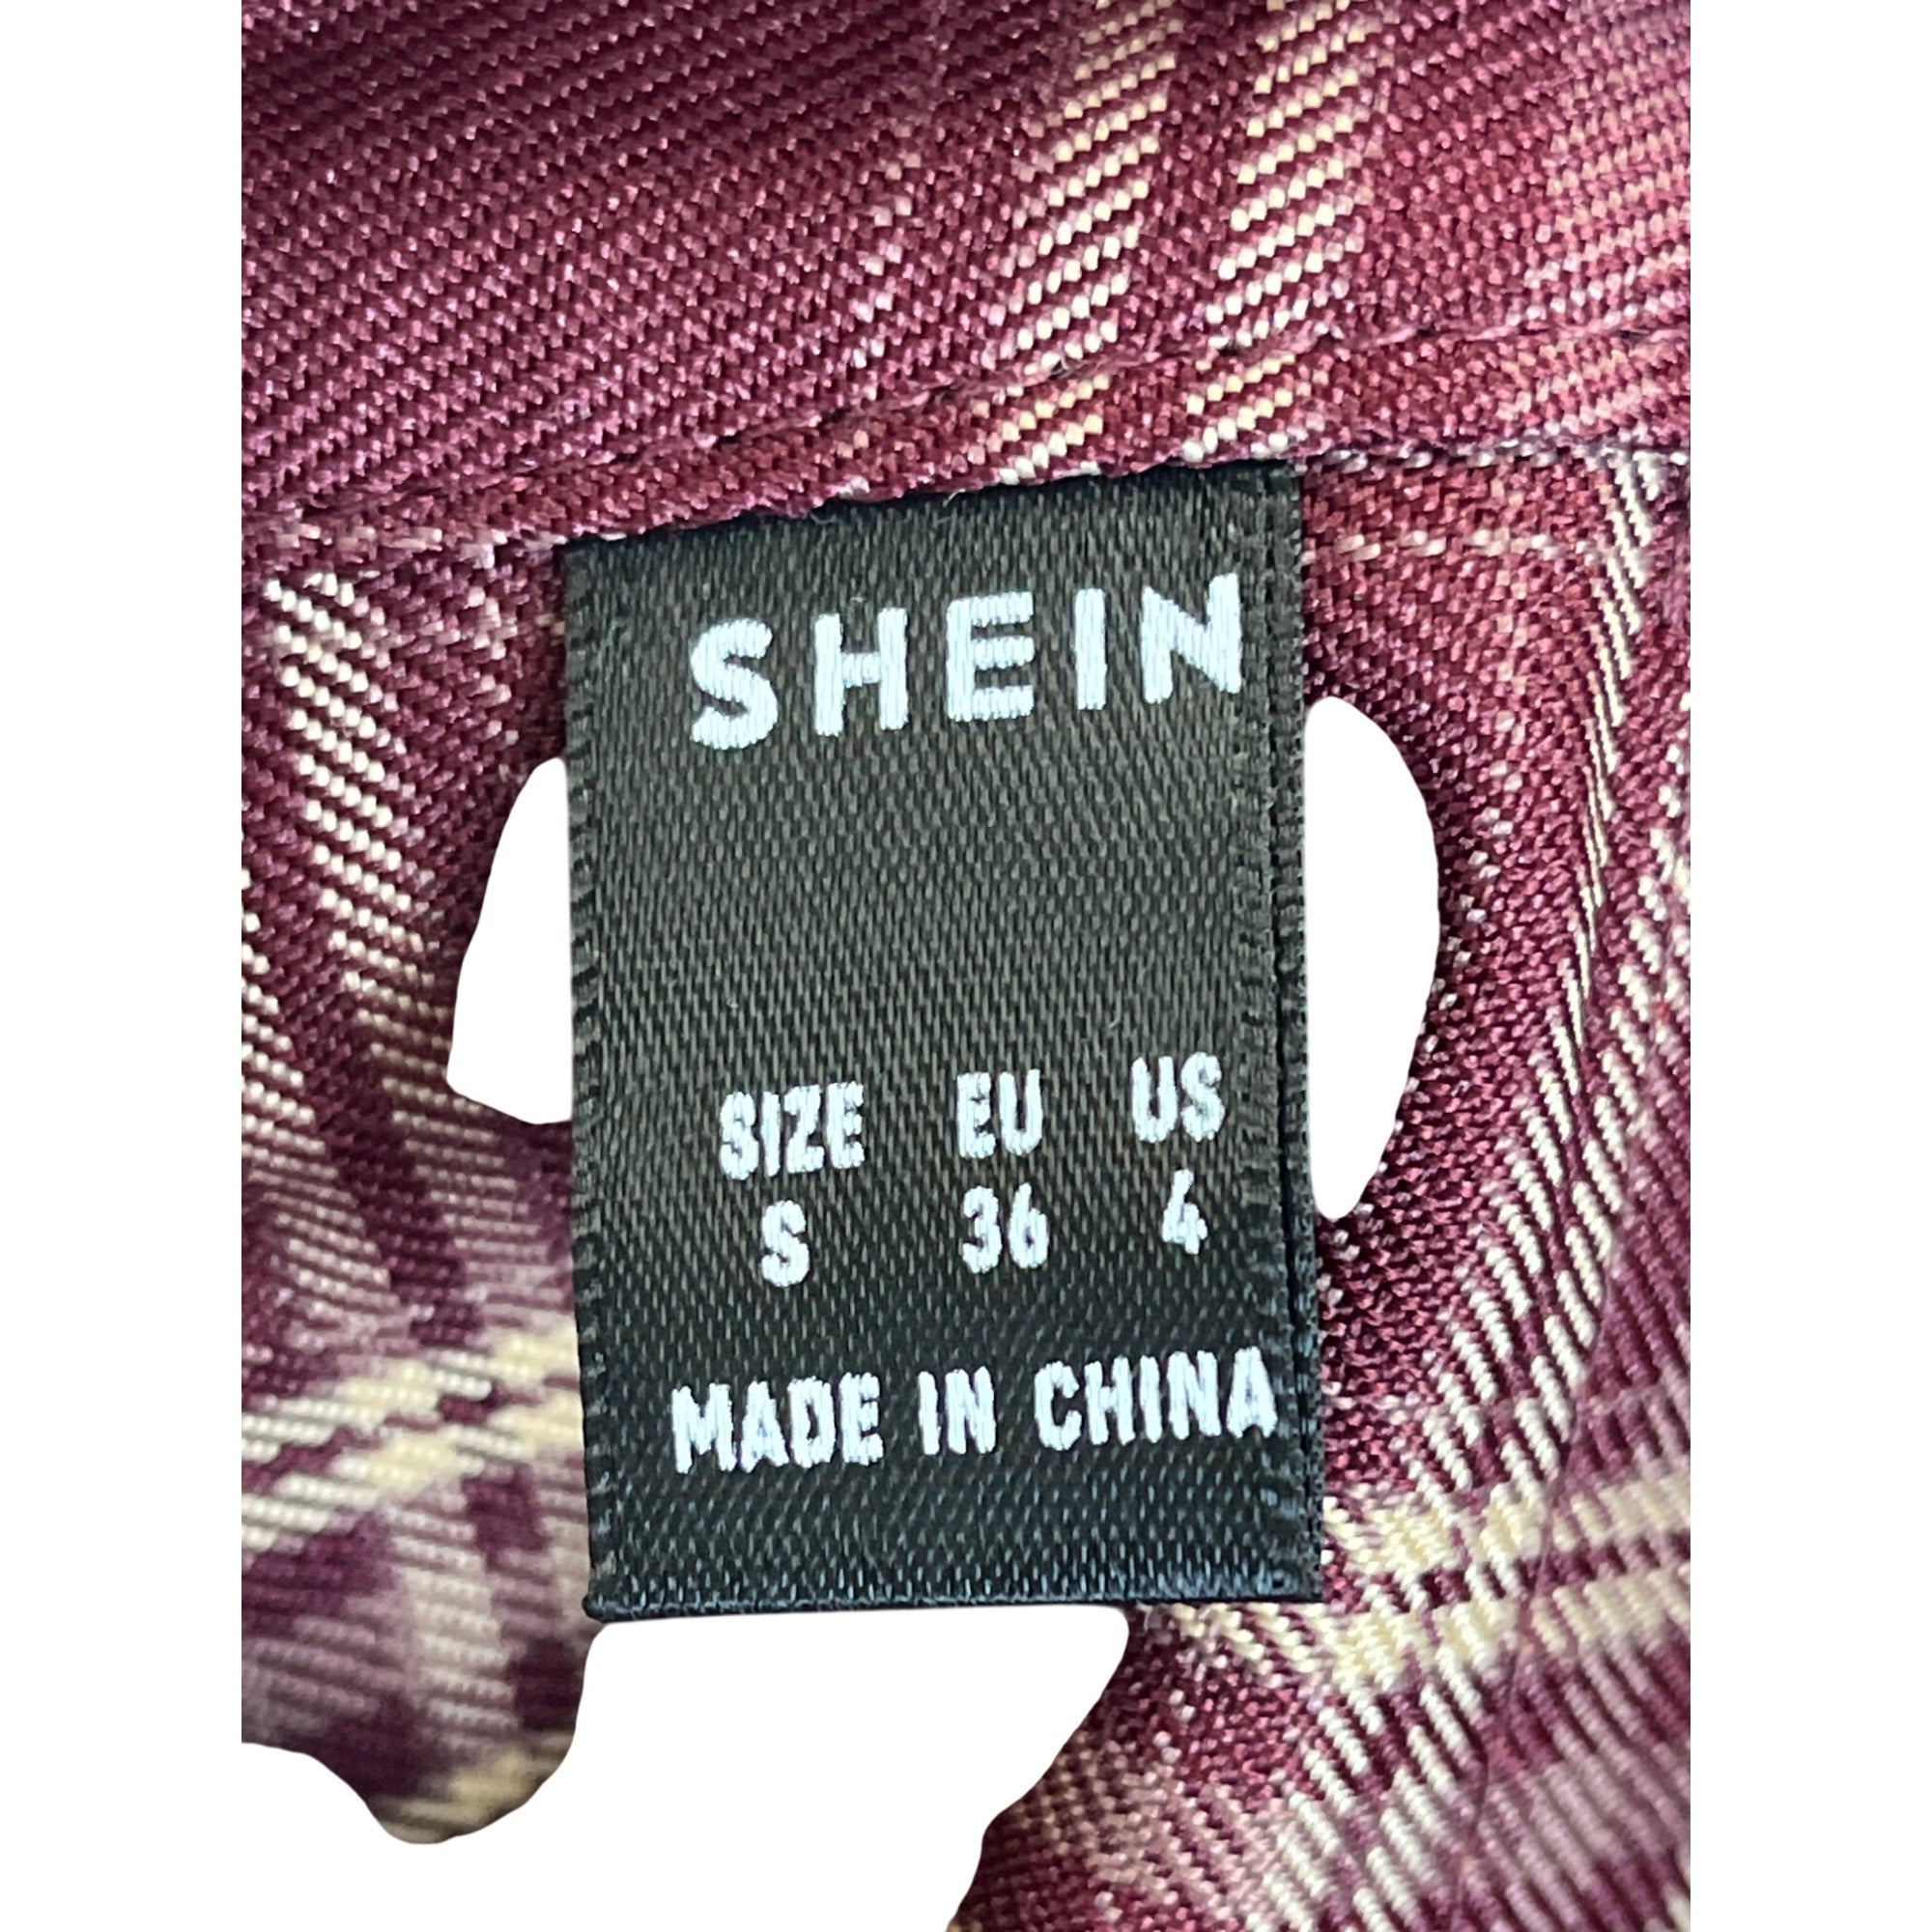 SHEIN
SIZE EU US
S 36 4
MADE IN CHINA